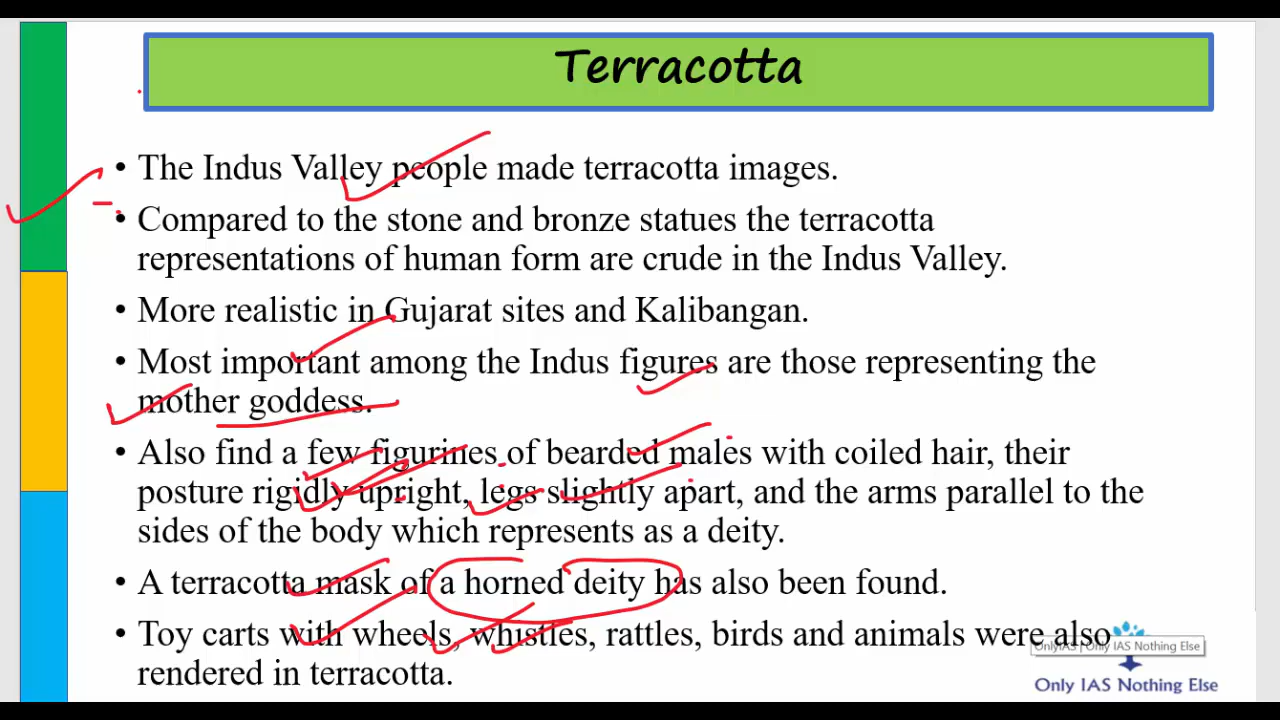 Terracotta
• The Indus Valley people made terracotta images.
• Compared to the stone and bronze statues the terracotta
representations of human form are crude in the Indus Valley.
• More realistic in Gujarat sites and Kalibangan.
• Most important among the Indus figures are those representing the
mother goddess.
• Also find a few figurines of bearded males with coiled hair, their
posture rigidly upright, legs slightly apart, and the arms parallel to the
sides of the body which represents as a deity.
• A terracotta mask of a horned deity has also been found.
• Toy carts with wheels, whistles, rattles, birds and animals were also
rendered in terracotta.
OnlyIAS | Only IAS Nothing Else
Only IAS Nothing Else